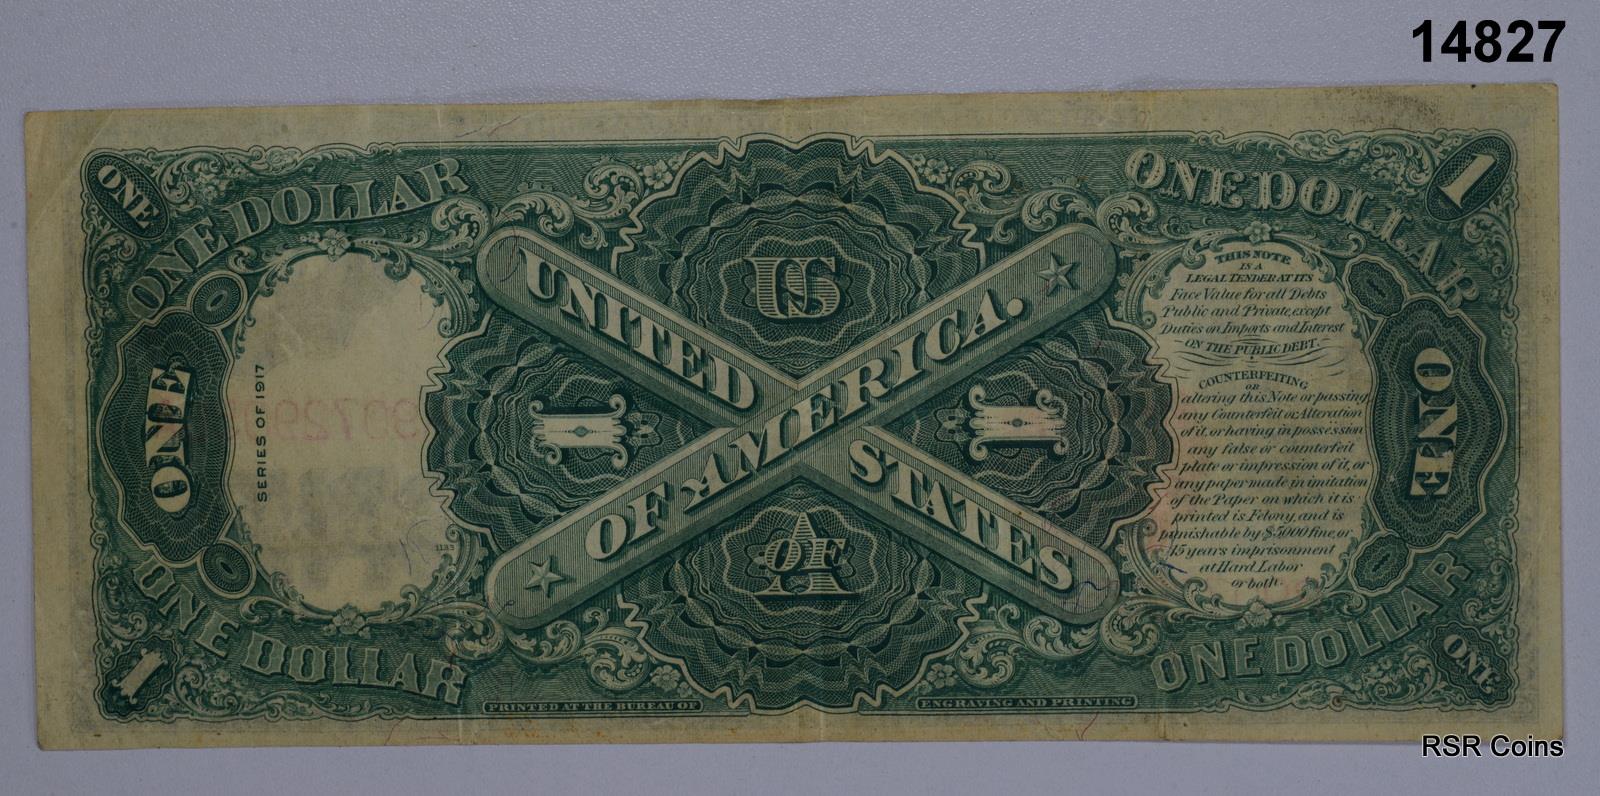 14827
ONE
ONE DOLLAR
ONE DOLLAR
1
US
UNITED STATES
OF AMERICA.
THIS NOTE
IS A
LEGAL TENDER AT ITS
Face Value for all Debts
Public and Private, except
Duties on Imports and Interest
ON THE PUBLIC DEBT.
COUNTERFEITING
OR
altering this Note or passing
any Counterfeit or Alteration
of it, or having in possession
any false or counterfeit
plate or impression of it, or
any paper made in imitation
of the Paper on which it is
printed is Felony, and is
punishable by $5000 fine, or
15 years imprisonment
at Hard Labor
or both.
ONE
SERIES OF 1917
1
1
ONE
1183
OF
A
ONE DOLLAR
ONE DOLLAR
1
ONE
PRINTED AT THE BUREAU OF
ENGRAVING AND PRINTING
RSR Coins